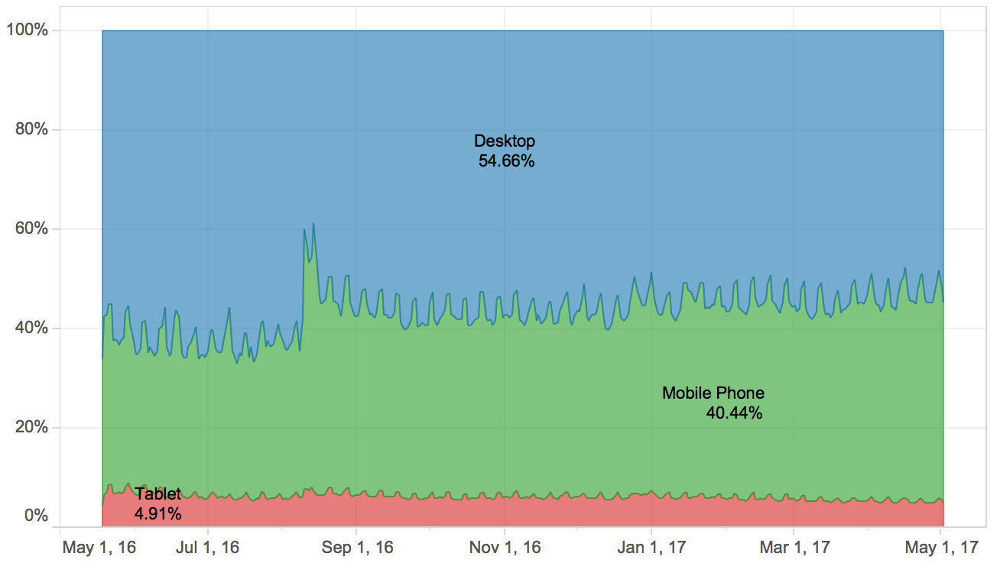 100%
80%
Desktop
54.66%
60%
40%
Mobile Phone
40.44%
20%
Tablet
4.91%
0%
May 1, 16 Jul 1, 16 Sep 1, 16 Nov 1, 16 Jan 1, 17 Mar 1, 17 May 1, 17